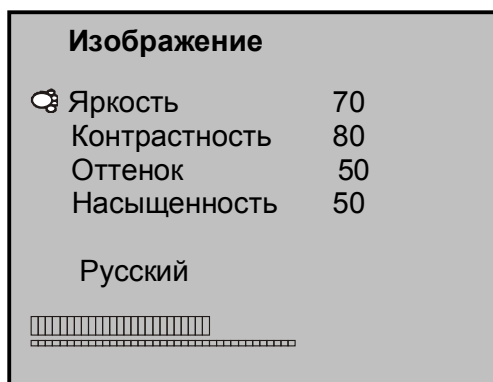 Изображение
Яркость 70
Контрастность 80
Оттенок 50
Насыщенность 50
Русский